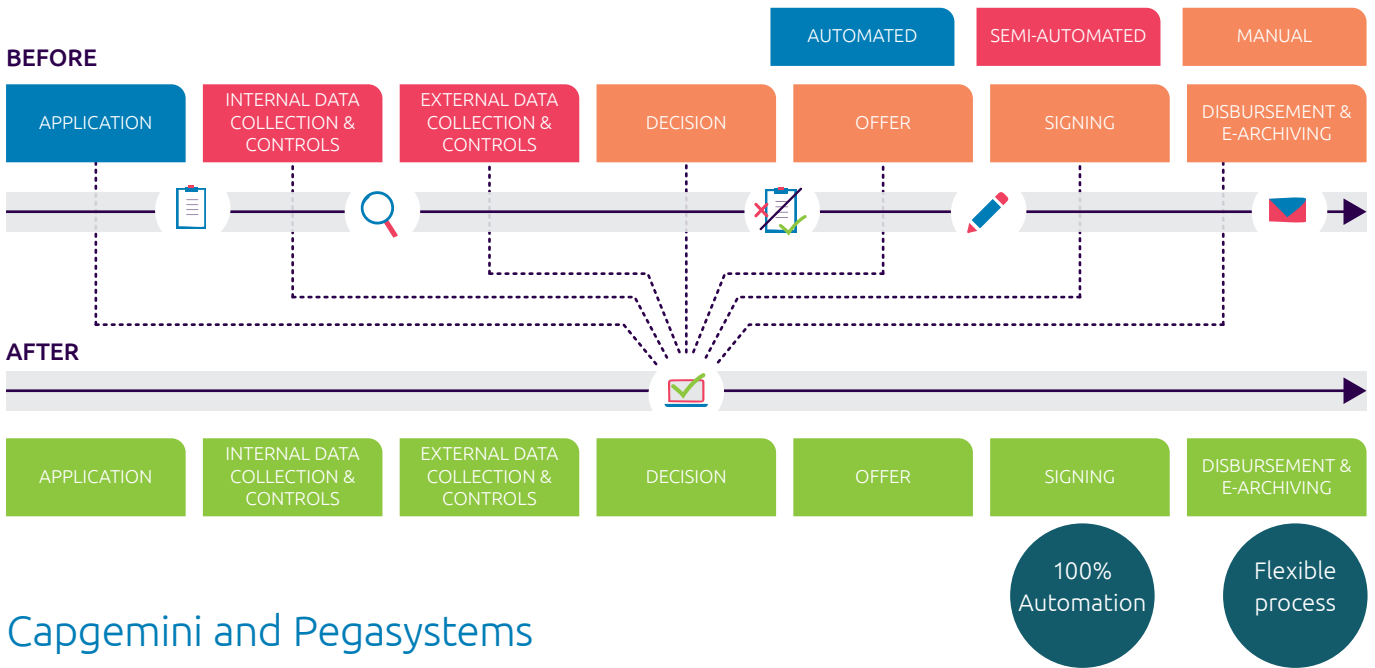 AUTOMATED
SEMI-AUTOMATED
MANUAL
BEFORE
APPLICATION
INTERNAL DATA
COLLECTION &
CONTROLS
EXTERNAL DATA
COLLECTION &
CONTROLS
DECISION
OFFER
SIGNING
DISBURSEMENT &
E-ARCHIVING
AFTER
APPLICATION
INTERNAL DATA
COLLECTION &
CONTROLS
EXTERNAL DATA
COLLECTION &
CONTROLS
DECISION
OFFER
SIGNING
DISBURSEMENT &
E-ARCHIVING
100%
Automation
Flexible
process
Capgemini and Pegasystems